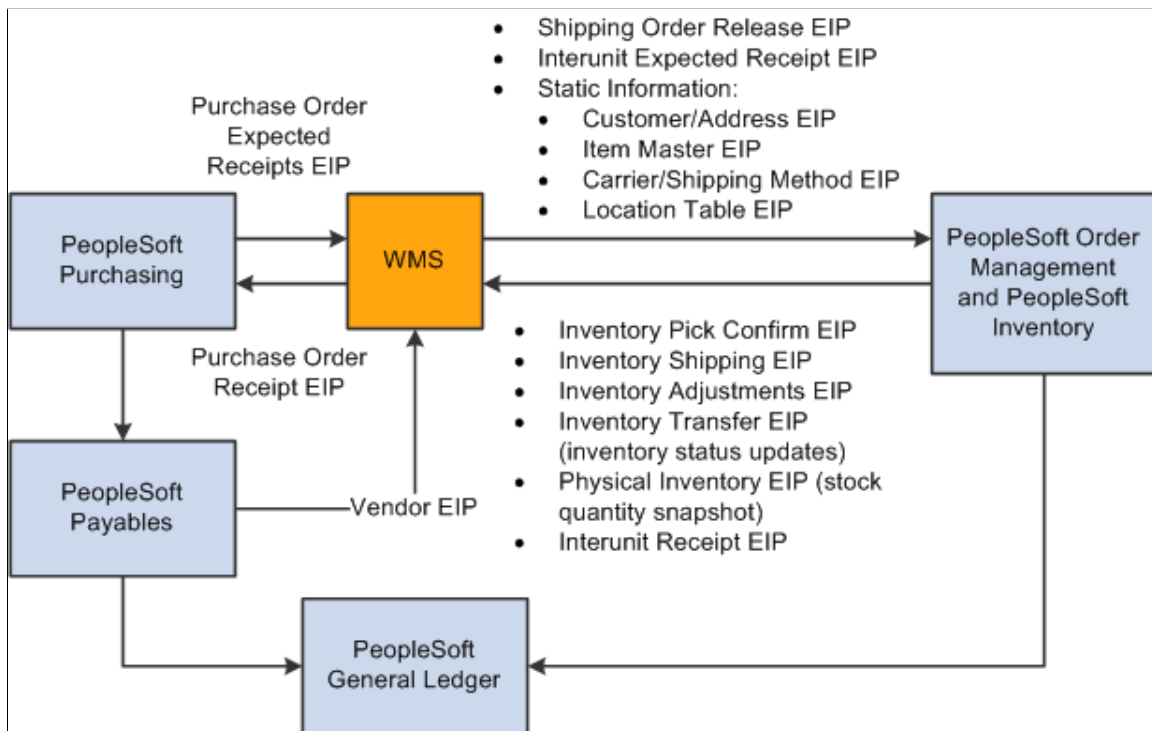 • Shipping Order Release EIP
• Interunit Expected Receipt EIP
• Static Information:
• Customer/Address EIP
• Item Master EIP
• Carrier/Shipping Method EIP
• Location Table EIP
Purchase Order
Expected
Receipts EIP
PeopleSoft
Purchasing
WMS
PeopleSoft Order
Management
and PeopleSoft
Inventory
Purchase Order
Receipt EIP
• Inventory Pick Confirm EIP
• Inventory Shipping EIP
• Inventory Adjustments EIP
• Inventory Transfer EIP
(inventory status updates)
• Physical Inventory EIP (stock
quantity snapshot)
• Interunit Receipt EIP
PeopleSoft
Payables
Vendor EIP
PeopleSoft
General Ledger